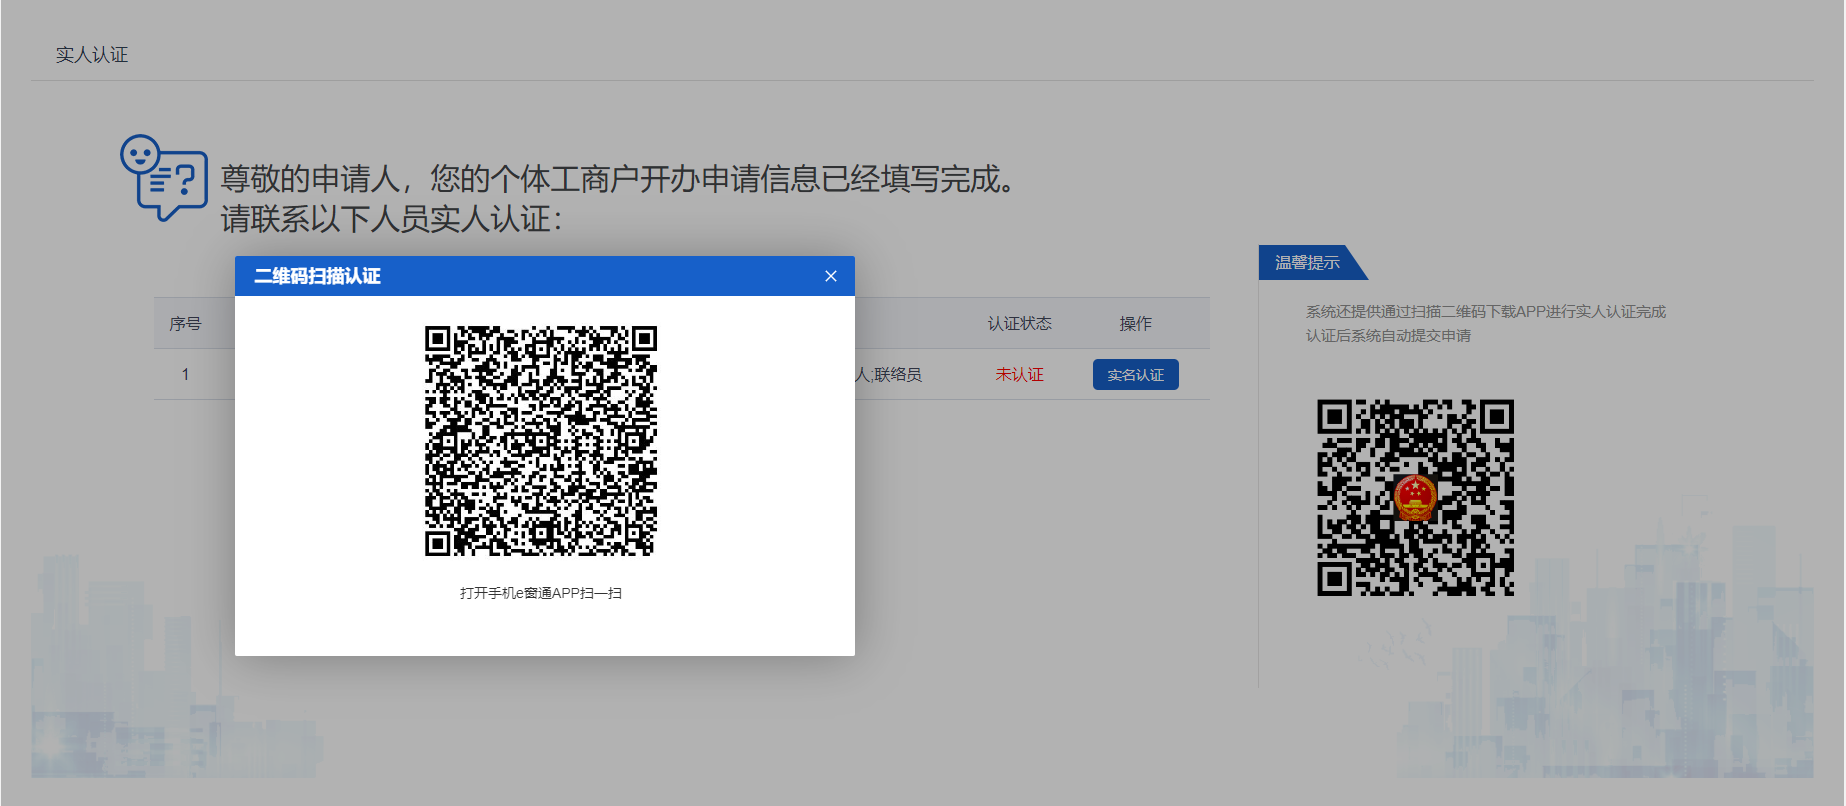 实人认证
尊敬的申请人，您的个体工商户开办申请信息已经填写完成。
请联系以下人员实人认证：
二维码扫描认证
打开手机e窗通APP扫一扫
序号
认证状态
操作
1
人;联络员
未认证
实名认证
温馨提示
系统还提供通过扫描二维码下载APP进行实人认证完成
认证后系统自动提交申请